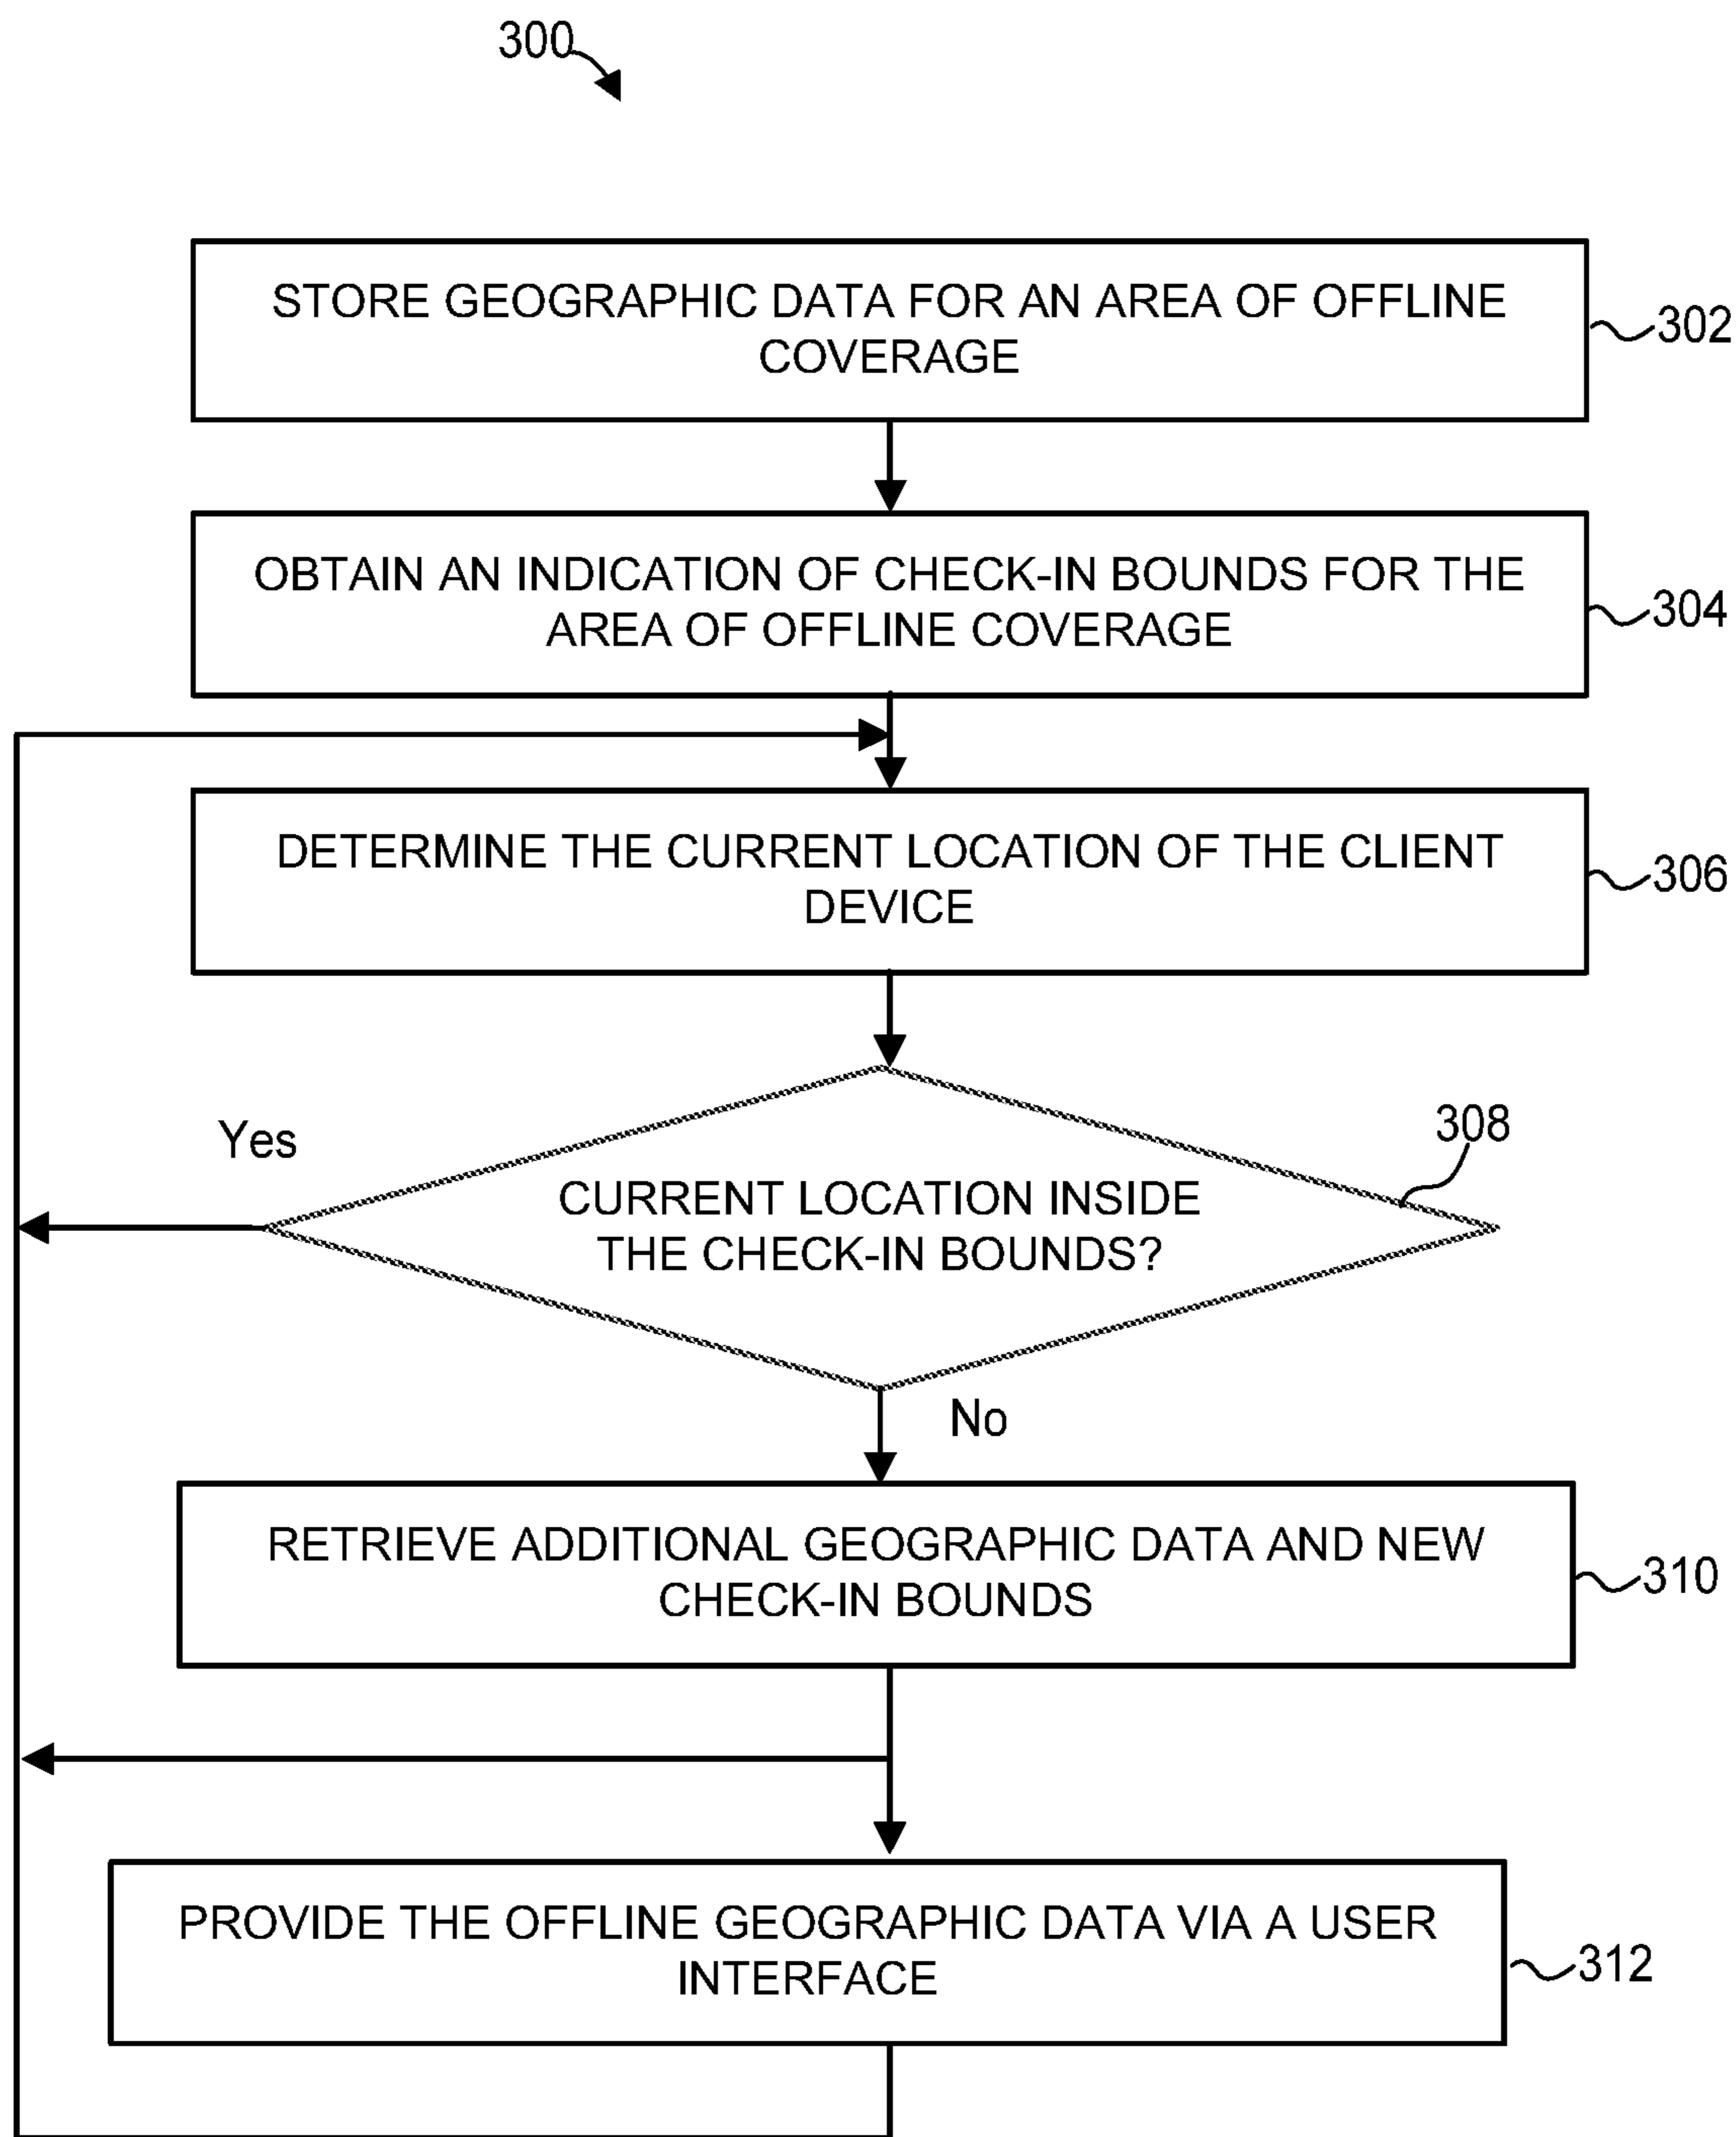 300
STORE GEOGRAPHIC DATA FOR AN AREA OF OFFLINE
COVERAGE
302
OBTAIN AN INDICATION OF CHECK-IN BOUNDS FOR THE
AREA OF OFFLINE COVERAGE
304
DETERMINE THE CURRENT LOCATION OF THE CLIENT
DEVICE
306
Yes
308
CURRENT LOCATION INSIDE
THE CHECK-IN BOUNDS?
No
RETRIEVE ADDITIONAL GEOGRAPHIC DATA AND NEW
CHECK-IN BOUNDS
310
PROVIDE THE OFFLINE GEOGRAPHIC DATA VIA A USER
INTERFACE
312